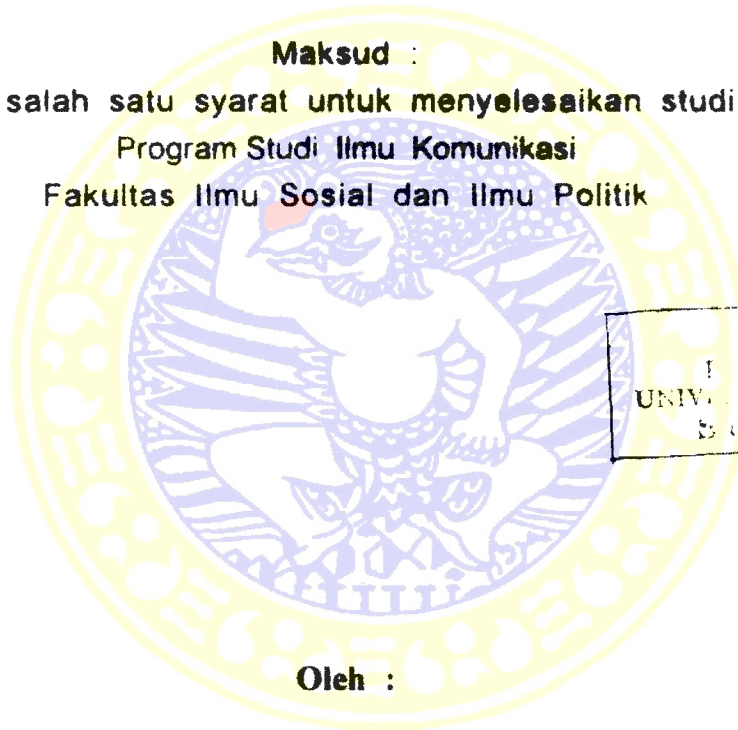 Maksud :
salah satu syarat untuk menyelesaikan studi
Program Studi Ilmu Komunikasi
Fakultas Ilmu Sosial dan Ilmu Politik
Oleh :